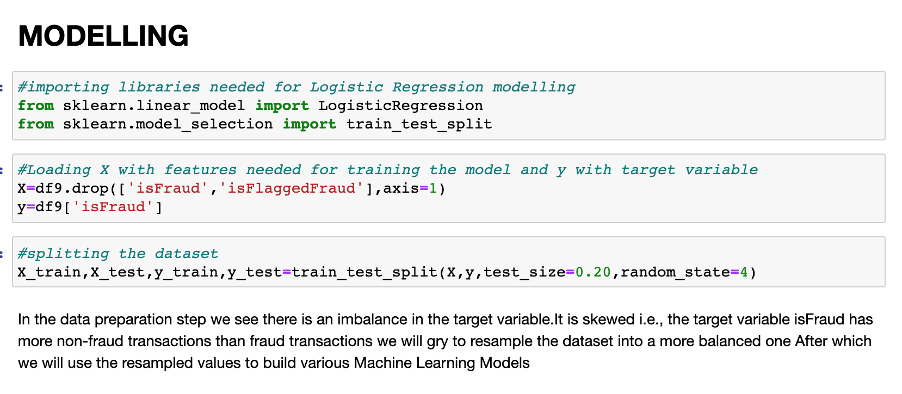 MODELLING
#importing libraries needed for Logistic Regression modelling
from sklearn.linear_model import LogisticRegression
from sklearn.model_selection import train_test_split
#Loading X with features needed for training the model and y with target variable
X=df9.drop(['isFraud','isFlaggedFraud'],axis=1)
y=df9['isFraud']
#splitting the dataset
X_train,X_test,y_train,y_test=train_test_split(X,y,test_size=0.20,random_state=4)
In the data preparation step we see there is an imbalance in the target variable.It is skewed i.e., the target variable isFraud has
more non-fraud transactions than fraud transactions we will gry to resample the dataset into a more balanced one After which
we will use the resampled values to build various Machine Learning Models